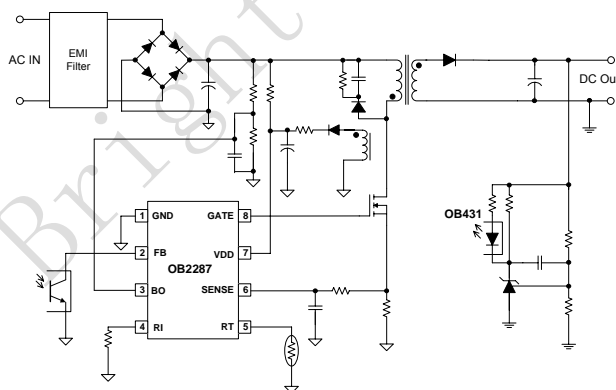 AC IN
EMI
Filter
DC Ou
OB431
1 GND
GATE 8
2 FB
VDD 7
OB2287
3 BO
SENSE 6
4 RI
RT 5
Bright